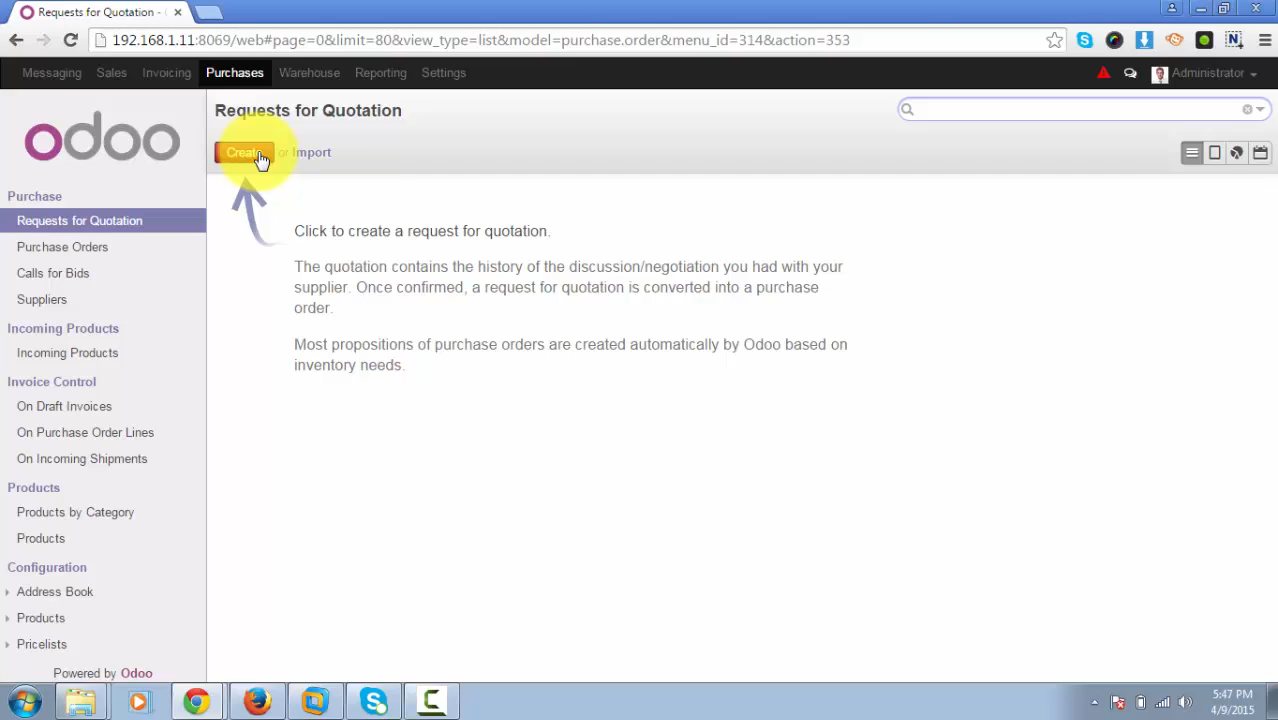 Requests for Quotation -
192.168.1.11:8069/web#page=0&limit=80&view_type=list&model=purchase.order&menu_id=314&action=353
Messaging Sales Invoicing Purchases Warehouse Reporting Settings Administrator
odoo
Requests for Quotation
Create or Import
Purchase
Requests for Quotation
Purchase Orders
Calls for Bids
Suppliers
Incoming Products
Incoming Products
Invoice Control
On Draft Invoices
On Purchase Order Lines
On Incoming Shipments
Products
Products by Category
Products
Configuration
Address Book
Products
Pricelists
Powered by Odoo
Click to create a request for quotation.
The quotation contains the history of the discussion/negotiation you had with your
supplier. Once confirmed, a request for quotation is converted into a purchase
order.
Most propositions of purchase orders are created automatically by Odoo based on
inventory needs.
5:47 PM
4/9/2015